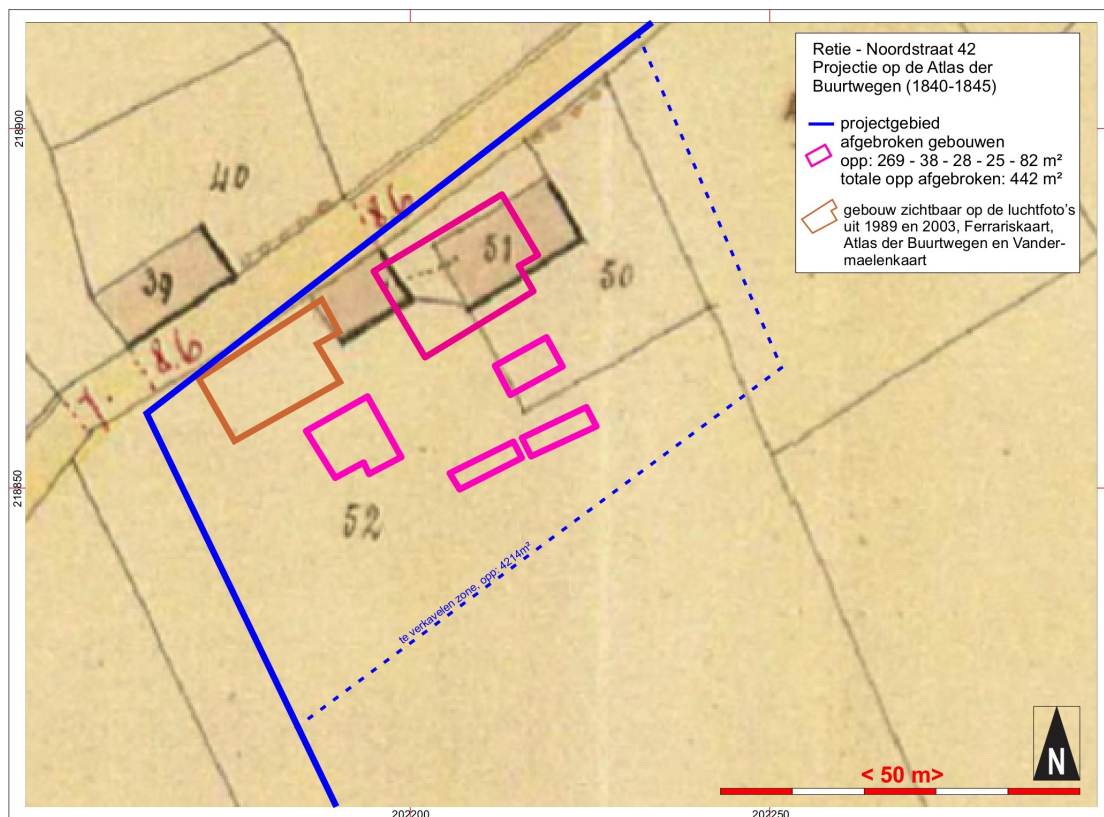 Retie - Noordstraat 42
Projectie op de Atlas der
Buurtwegen (1840-1845)
projectgebied
afgebroken gebouwen
opp: 269 - 38 - 28 - 25 - 82 m²
totale opp afgebroken: 442 m²
gebouw zichtbaar op de luchtfoto's
uit 1989 en 2003, Ferrariskaart,
Atlas der Buurtwegen en Vander-
maelenkaart
218900
218850
40
8.6
39
51
50
8.6
7.
52
te verkavelen zone, opp: 4214m²
< 50 m>
N
202200
202250